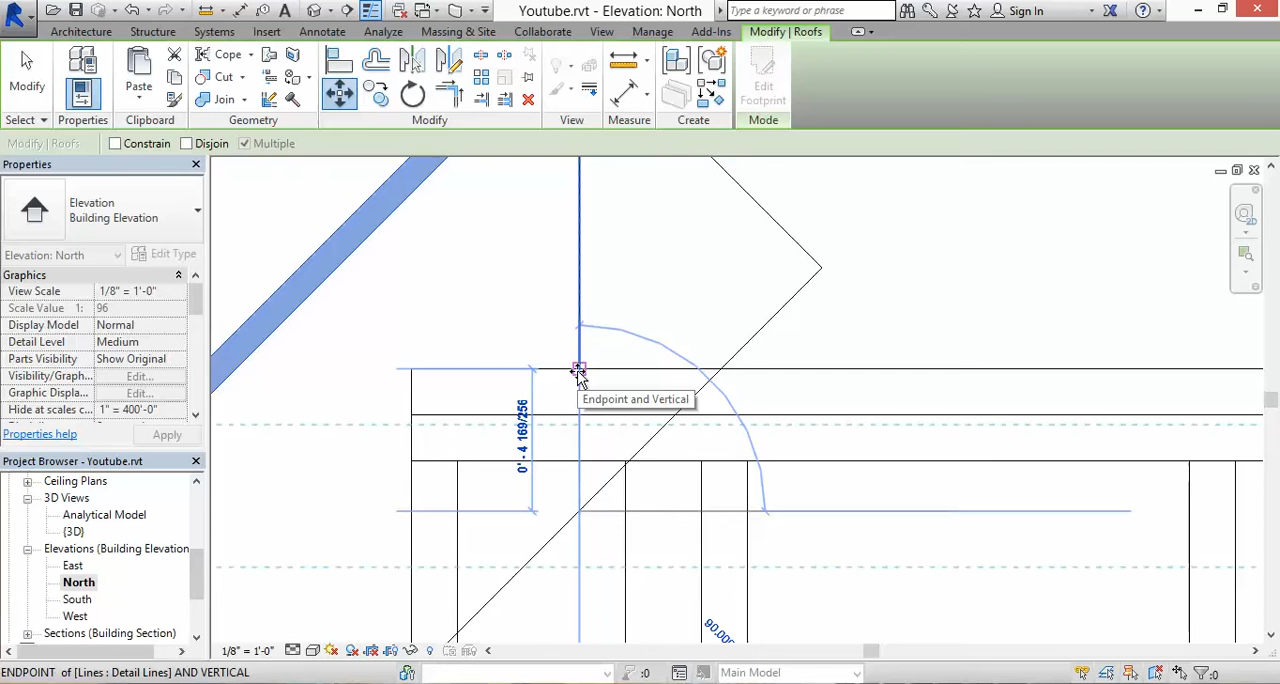 Youtube.rvt - Elevation: North
Type a keyword or phrase
Sign In
Architecture Structure Systems Insert Annotate Analyze Massing & Site Collaborate View Manage Add-Ins Modify | Roofs
Modify
Properties
Paste
Cope
Cut
Join
Edit
Footprint
Select Properties Clipboard Geometry Modify View Measure Create Mode
Modify | Roofs Constrain Disjoin Multiple
Properties
Elevation
Building Elevation
Elevation: North Edit Type
Graphics
View Scale 1/8" = 1'-0"
Scale Value 1: 96
Display Model Normal
Detail Level Medium
Parts Visibility Show Original
Visibility/Graph... Edit...
Graphic Displa... Edit...
Hide at scales c... 1" = 400'-0"
Properties help Apply
Project Browser - Youtube.rvt
Ceiling Plans
3D Views
Analytical Model
{3D}
Elevations (Building Elevation
East
North
South
West
Sections (Building Section)
Endpoint and Vertical
0' - 4 169/256
90.000
1/8" = 1'-0"
ENDPOINT of [Lines : Detail Lines] AND VERTICAL
:0
Main Model
:0